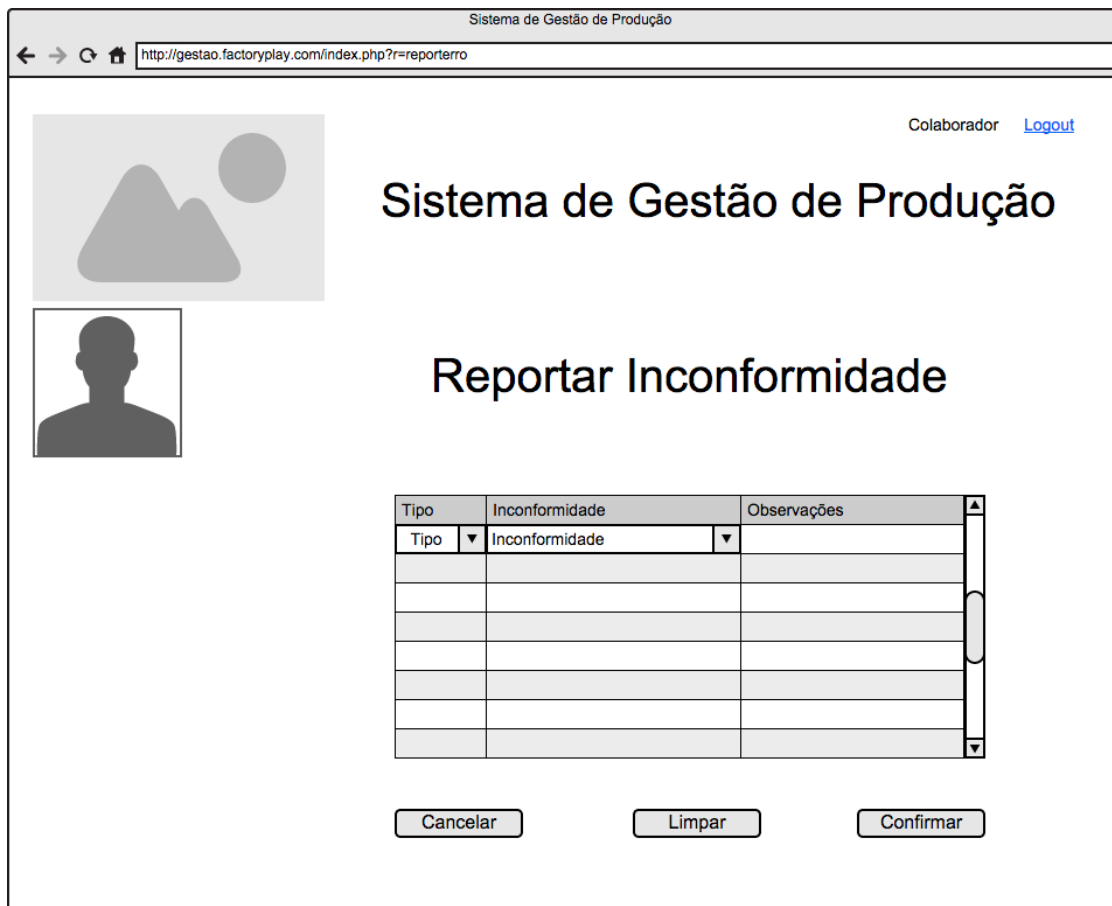 Sistema de Gestão de Produção
http://gestao.factoryplay.com/index.php?r=reporterro
Colaborador Logout
Sistema de Gestão de Produção
Reportar Inconformidade
Tipo Inconformidade Observações
Tipo Inconformidade
Cancelar Limpar Confirmar